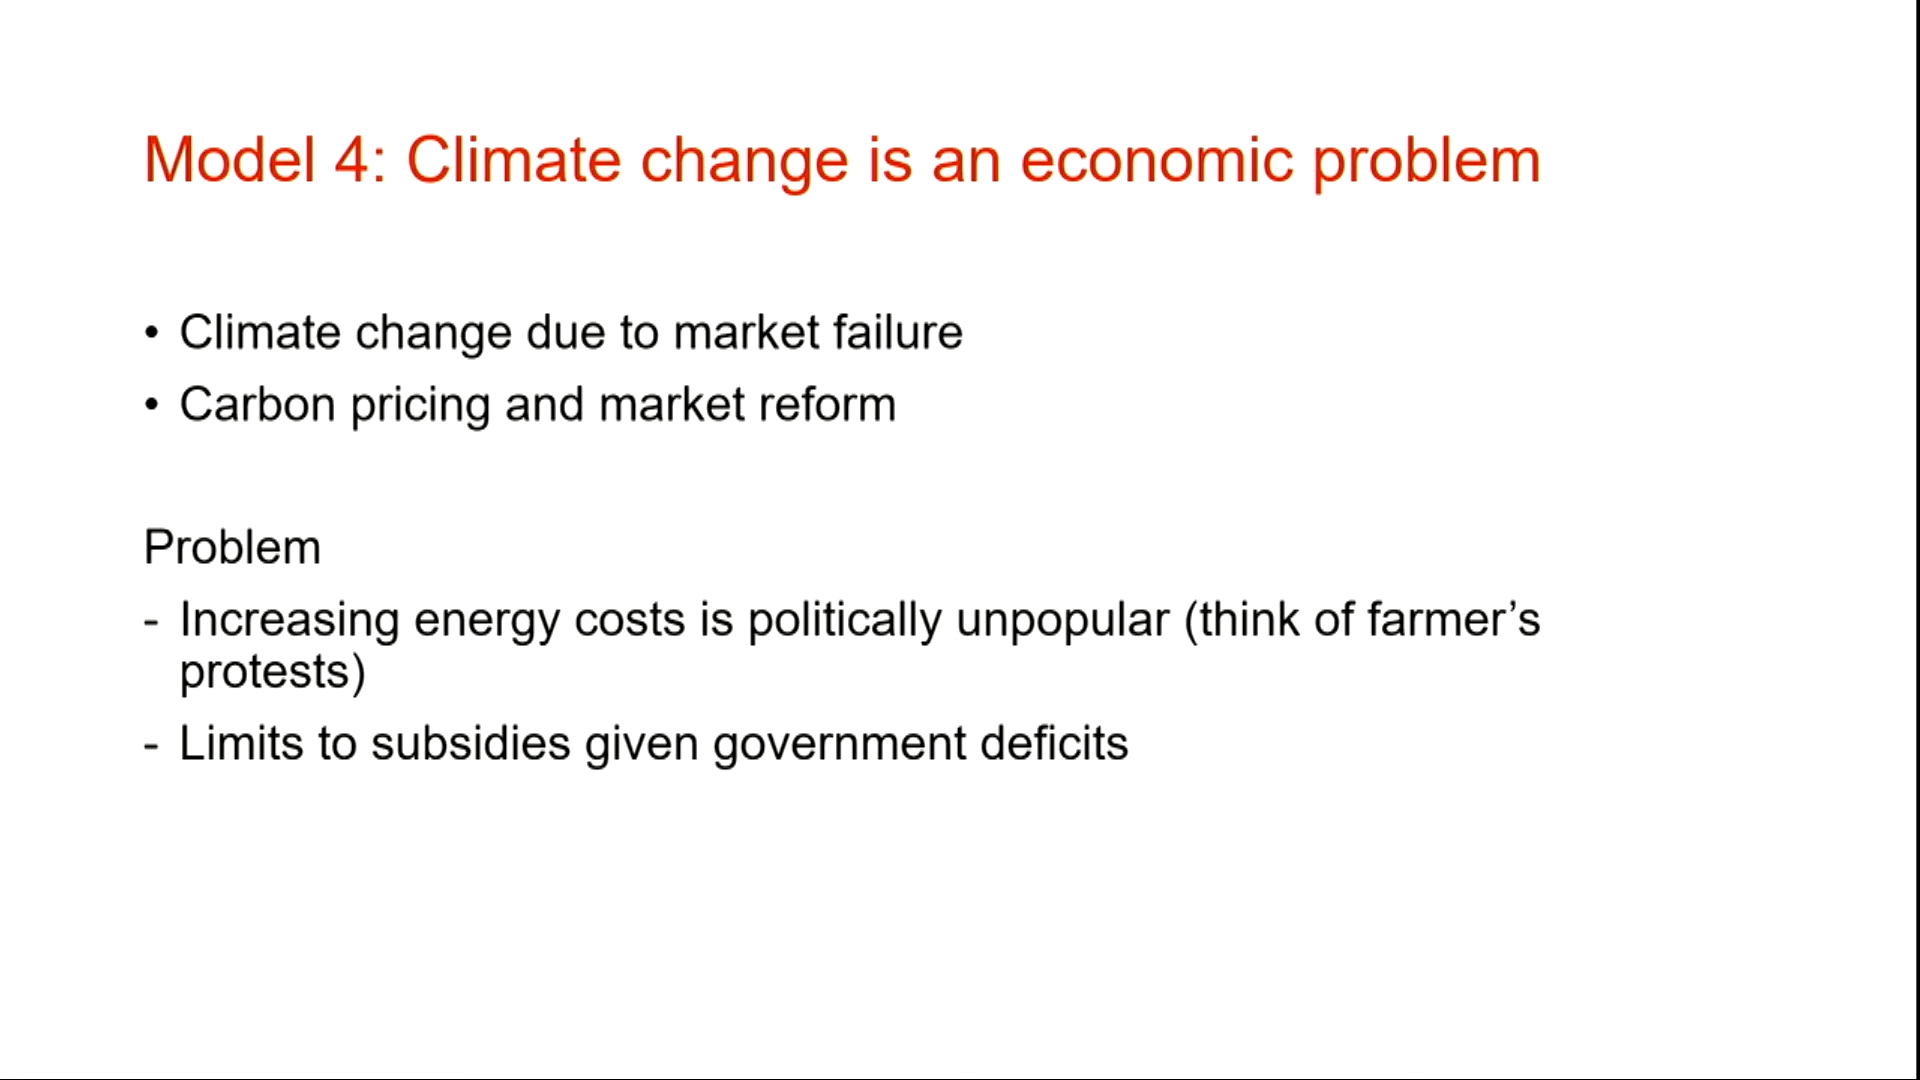 Model 4: Climate change is an economic problem
• Climate change due to market failure
• Carbon pricing and market reform
Problem
- Increasing energy costs is politically unpopular (think of farmer’s
protests)
- Limits to subsidies given government deficits